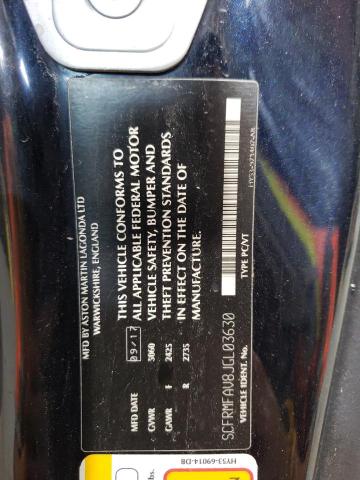 MFD BY ASTON MARTIN LAGONDA LTD
WARWICKSHIRE, ENGLAND
MFD DATE 09/17
GVWR 3060
GAWR F 2425
R 2735
THIS VEHICLE CONFORMS TO
ALL APPLICABLE FEDERAL MOTOR
VEHICLE SAFETY, BUMPER AND
THEFT PREVENTION STANDARDS
IN EFFECT ON THE DATE OF
MANUFACTURE.
SCFRMFAV8JGL03630
VEHICLE IDENT. No.
TYPE PC/VT
HY53-69014-DB
lbs.